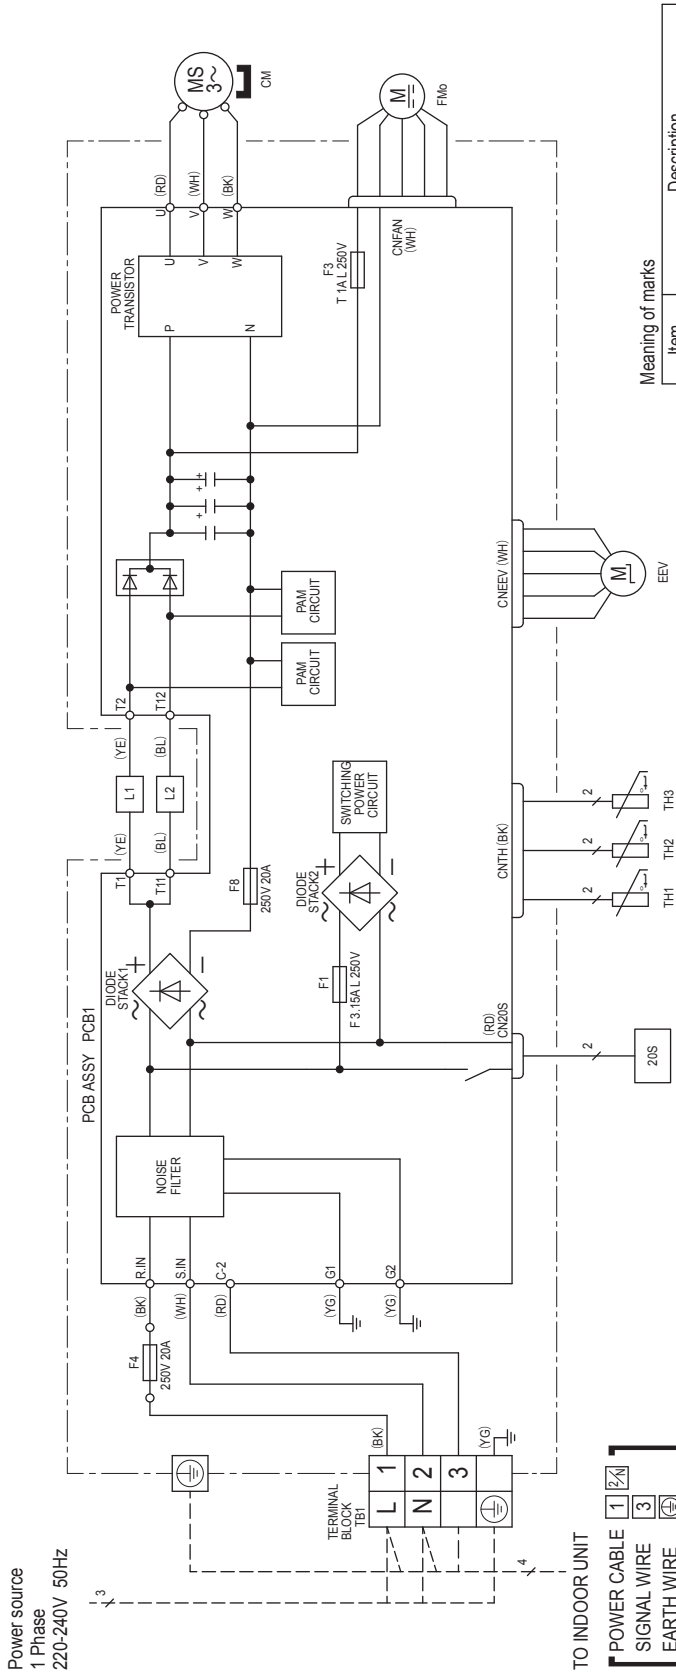 Power source
1 Phase
220-240V 50Hz
3
TERMINAL
BLOCK
TB1
L
1
N
2
3
(BK)
(YG)
4
TO INDOOR UNIT
POWER CABLE 1 2/N
SIGNAL WIRE 3
EARTH WIRE
F4
250V 20A
(BK)
R.IN
(WH)
S.IN
(RD)
C-2
(YG)
G1
(YG)
G2
PCB ASSY PCB1
NOISE
FILTER
DIODE
STACK1
+
−
F8
250V 20A
T1
(YE)
L1
(YE)
T2
T11
(BL)
L2
(BL)
T12
F1
F 3.15A L 250V
DIODE
STACK2
+
−
SWITCHING
POWER
CIRCUIT
PAM
CIRCUIT
PAM
CIRCUIT
+
+
POWER
TRANSISTOR
P
N
U
V
W
U
(RD)
V
(WH)
W
(BK)
MS
3~
CM
F3
T 1A L 250V
CNFAN
(WH)
M
FMo
(RD)
CN20S
2
20S
CNTH (BK)
2
2
2
TH1
TH2
TH3
CNEEV (WH)
M
EEV
Meaning of marks
Item
Description